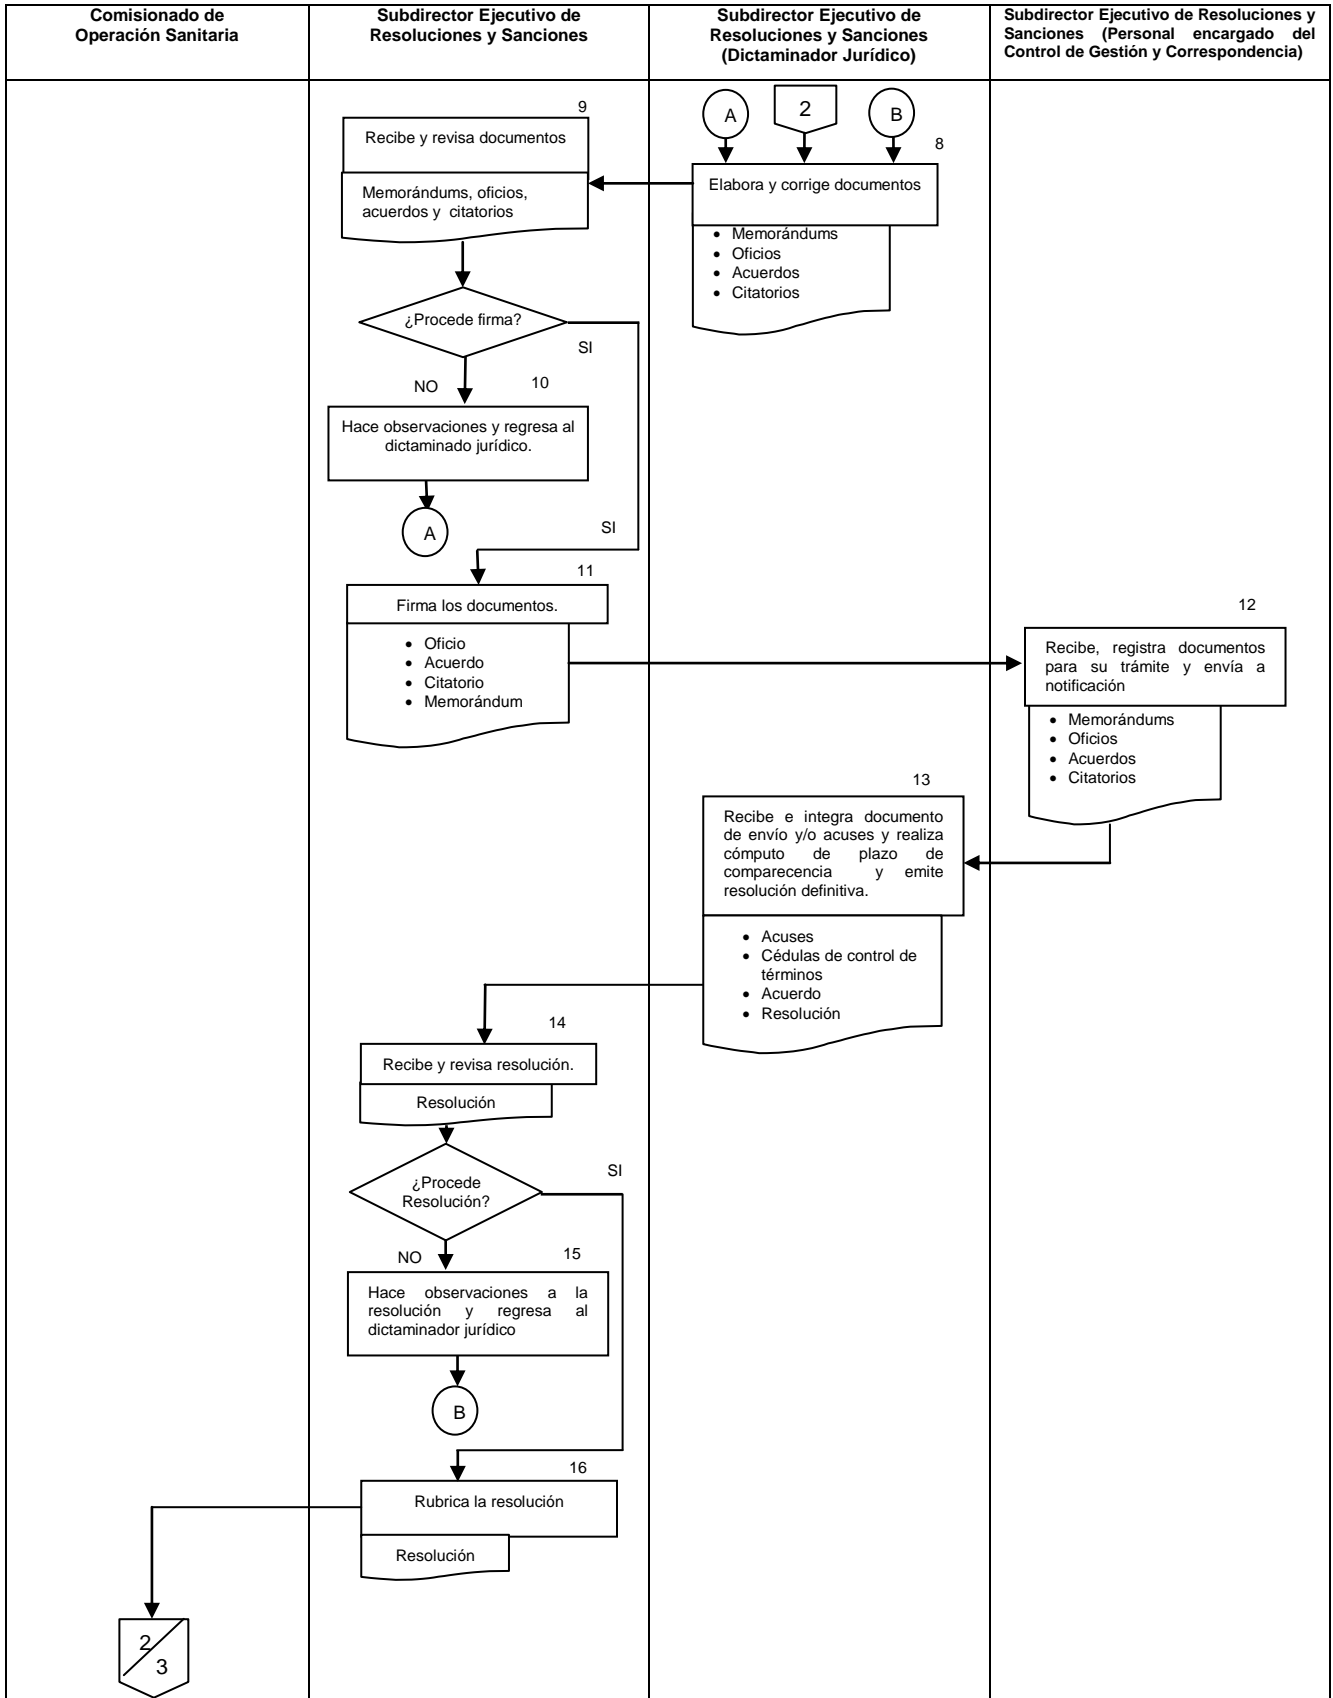 Comisionado de
Operación Sanitaria
Subdirector Ejecutivo de
Resoluciones y Sanciones
Subdirector Ejecutivo de
Resoluciones y Sanciones
(Dictaminador Jurídico)
Subdirector Ejecutivo de Resoluciones y
Sanciones (Personal encargado del
Control de Gestión y Correspondencia)
A
2
B
8
Elabora y corrige documentos
• Memorándums
• Oficios
• Acuerdos
• Citatorios
9
Recibe y revisa documentos
Memorándums, oficios,
acuerdos y citatorios
¿Procede firma?
SI
NO
10
Hace observaciones y regresa al
dictaminado jurídico.
A
SI
11
Firma los documentos.
• Oficio
• Acuerdo
• Citatorio
• Memorándum
12
Recibe, registra documentos
para su trámite y envía a
notificación
• Memorándums
• Oficios
• Acuerdos
• Citatorios
13
Recibe e integra documento
de envío y/o acuses y realiza
cómputo de plazo de
comparecencia y emite
resolución definitiva.
• Acuses
• Cédulas de control de
términos
• Acuerdo
• Resolución
14
Recibe y revisa resolución.
Resolución
¿Procede
Resolución?
SI
NO
15
Hace observaciones a la
resolución y regresa al
dictaminador jurídico
B
16
Rubrica la resolución
Resolución
2
3